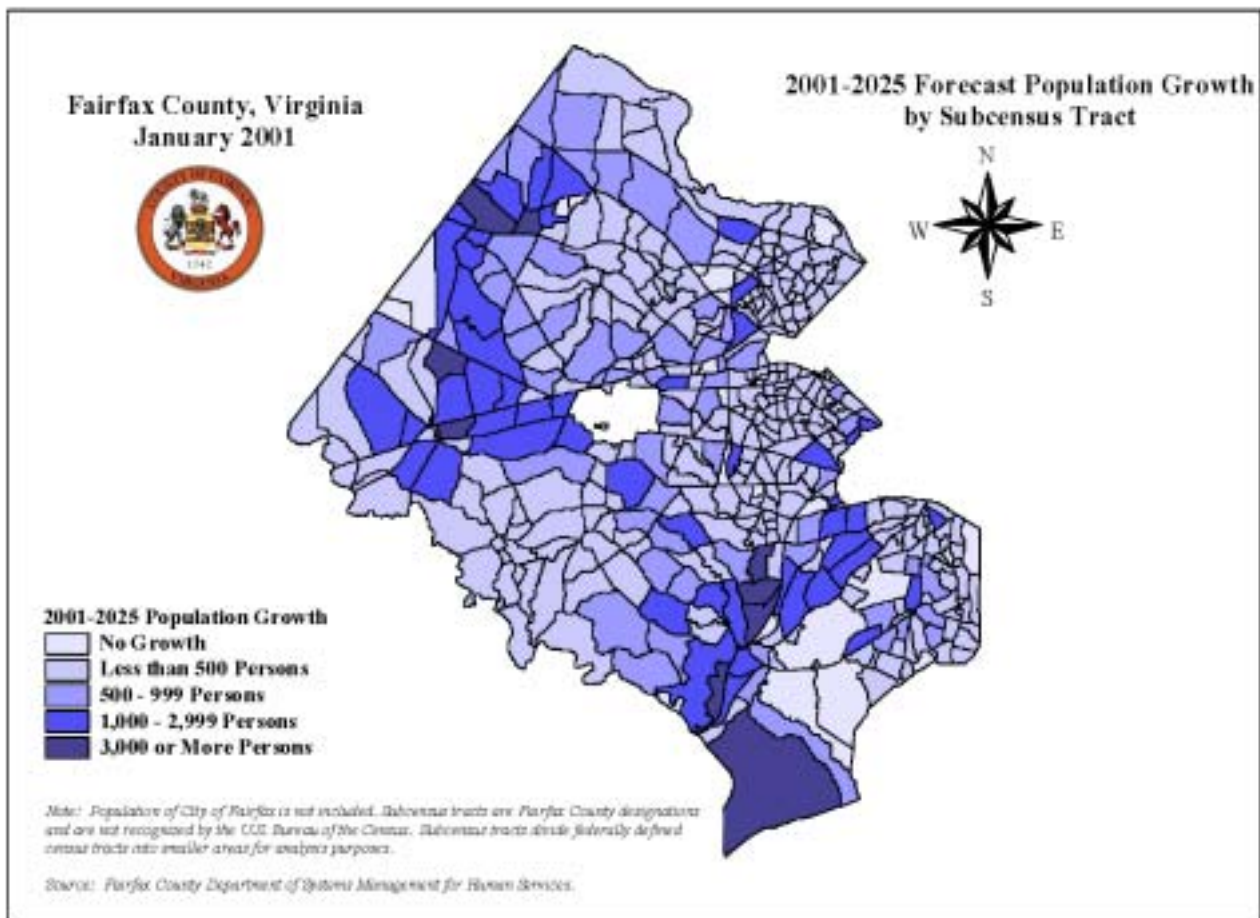 Fairfax County, Virginia
January 2001
COUNTY OF FAIRFAX
1742
VIRGINIA
2001-2025 Forecast Population Growth
by Subcensus Tract
N
W E
S
2001-2025 Population Growth
No Growth
Less than 500 Persons
500 - 999 Persons
1,000 - 2,999 Persons
3,000 or More Persons
Note: Population of City of Fairfax is not included. Subcensus tracts are Fairfax County designations
and are not recognized by the U.S. Bureau of the Census. Subcensus tracts divide federally defined
census tracts into smaller areas for analysis purposes.
Source: Fairfax County Department of Systems Management for Human Services.